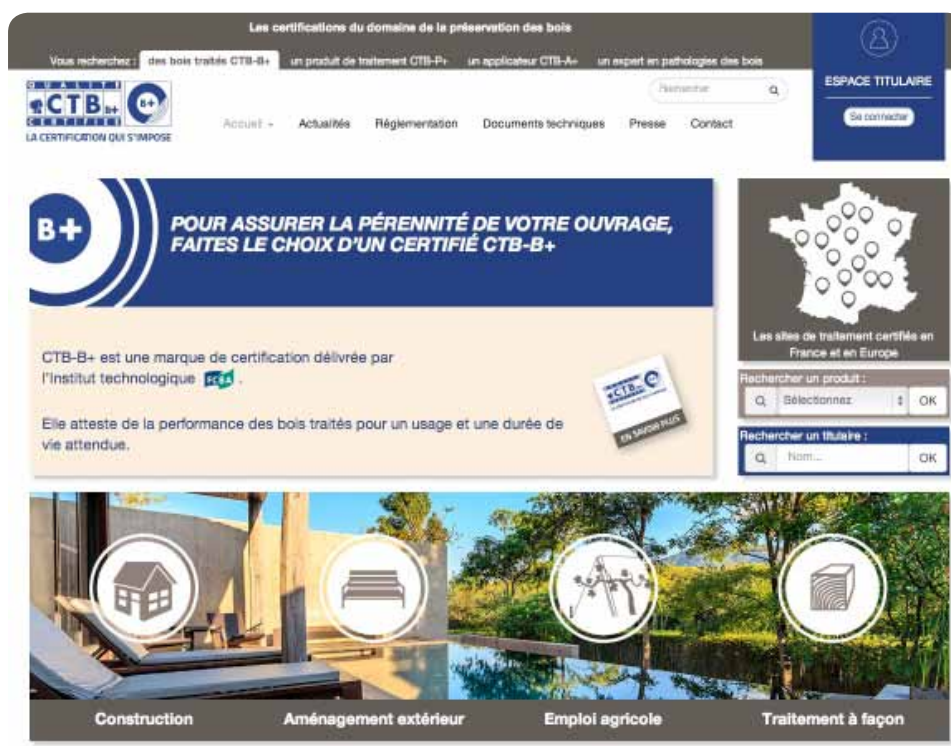 Les certifications du domaine de la préservation des bois
Vous recherchez : des bois traités CTB-B+ un produit de traitement CTB-P+ un applicateur CTB-A+ un expert en pathologies des bois
ESPACE TITULAIRE
Se connecter
QUALITÉ
CTB B+ B+
CERTIFIÉE
LA CERTIFICATION QUI S'IMPOSE
Rechercher
Accueil Actualités Réglementation Documents techniques Presse Contact
B+
POUR ASSURER LA PÉRENNITÉ DE VOTRE OUVRAGE,
FAITES LE CHOIX D'UN CERTIFIÉ CTB-B+
CTB-B+ est une marque de certification délivrée par
l'Institut technologique FCBA .
Elle atteste de la performance des bois traités pour un usage et une durée de
vie attendue.
CTB
EN SAVOIR PLUS
Les sites de traitement certifiés en
France et en Europe
Rechercher un produit :
Sélectionnez OK
Rechercher un titulaire :
Nom... OK
Construction Aménagement extérieur Emploi agricole Traitement à façon